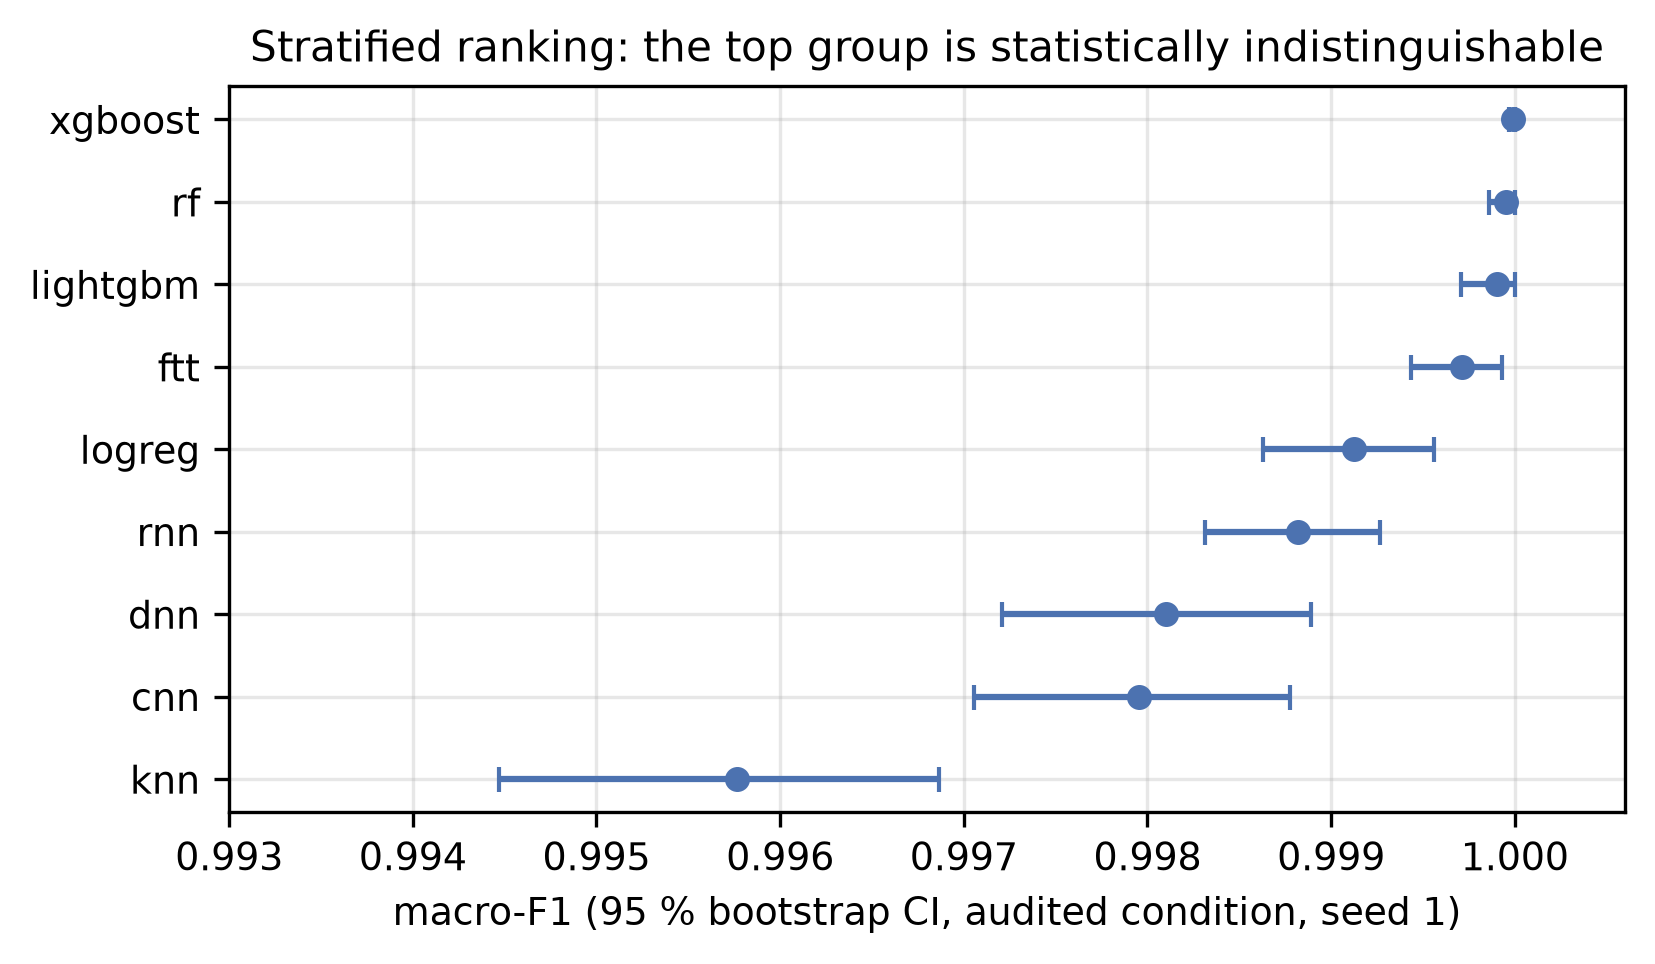 Stratified ranking: the top group is statistically indistinguishable
xgboost
rf
lightgbm
ftt
logreg
rnn
dnn
cnn
knn
0.993 0.994 0.995 0.996 0.997 0.998 0.999 1.000
macro-F1 (95 % bootstrap CI, audited condition, seed 1)